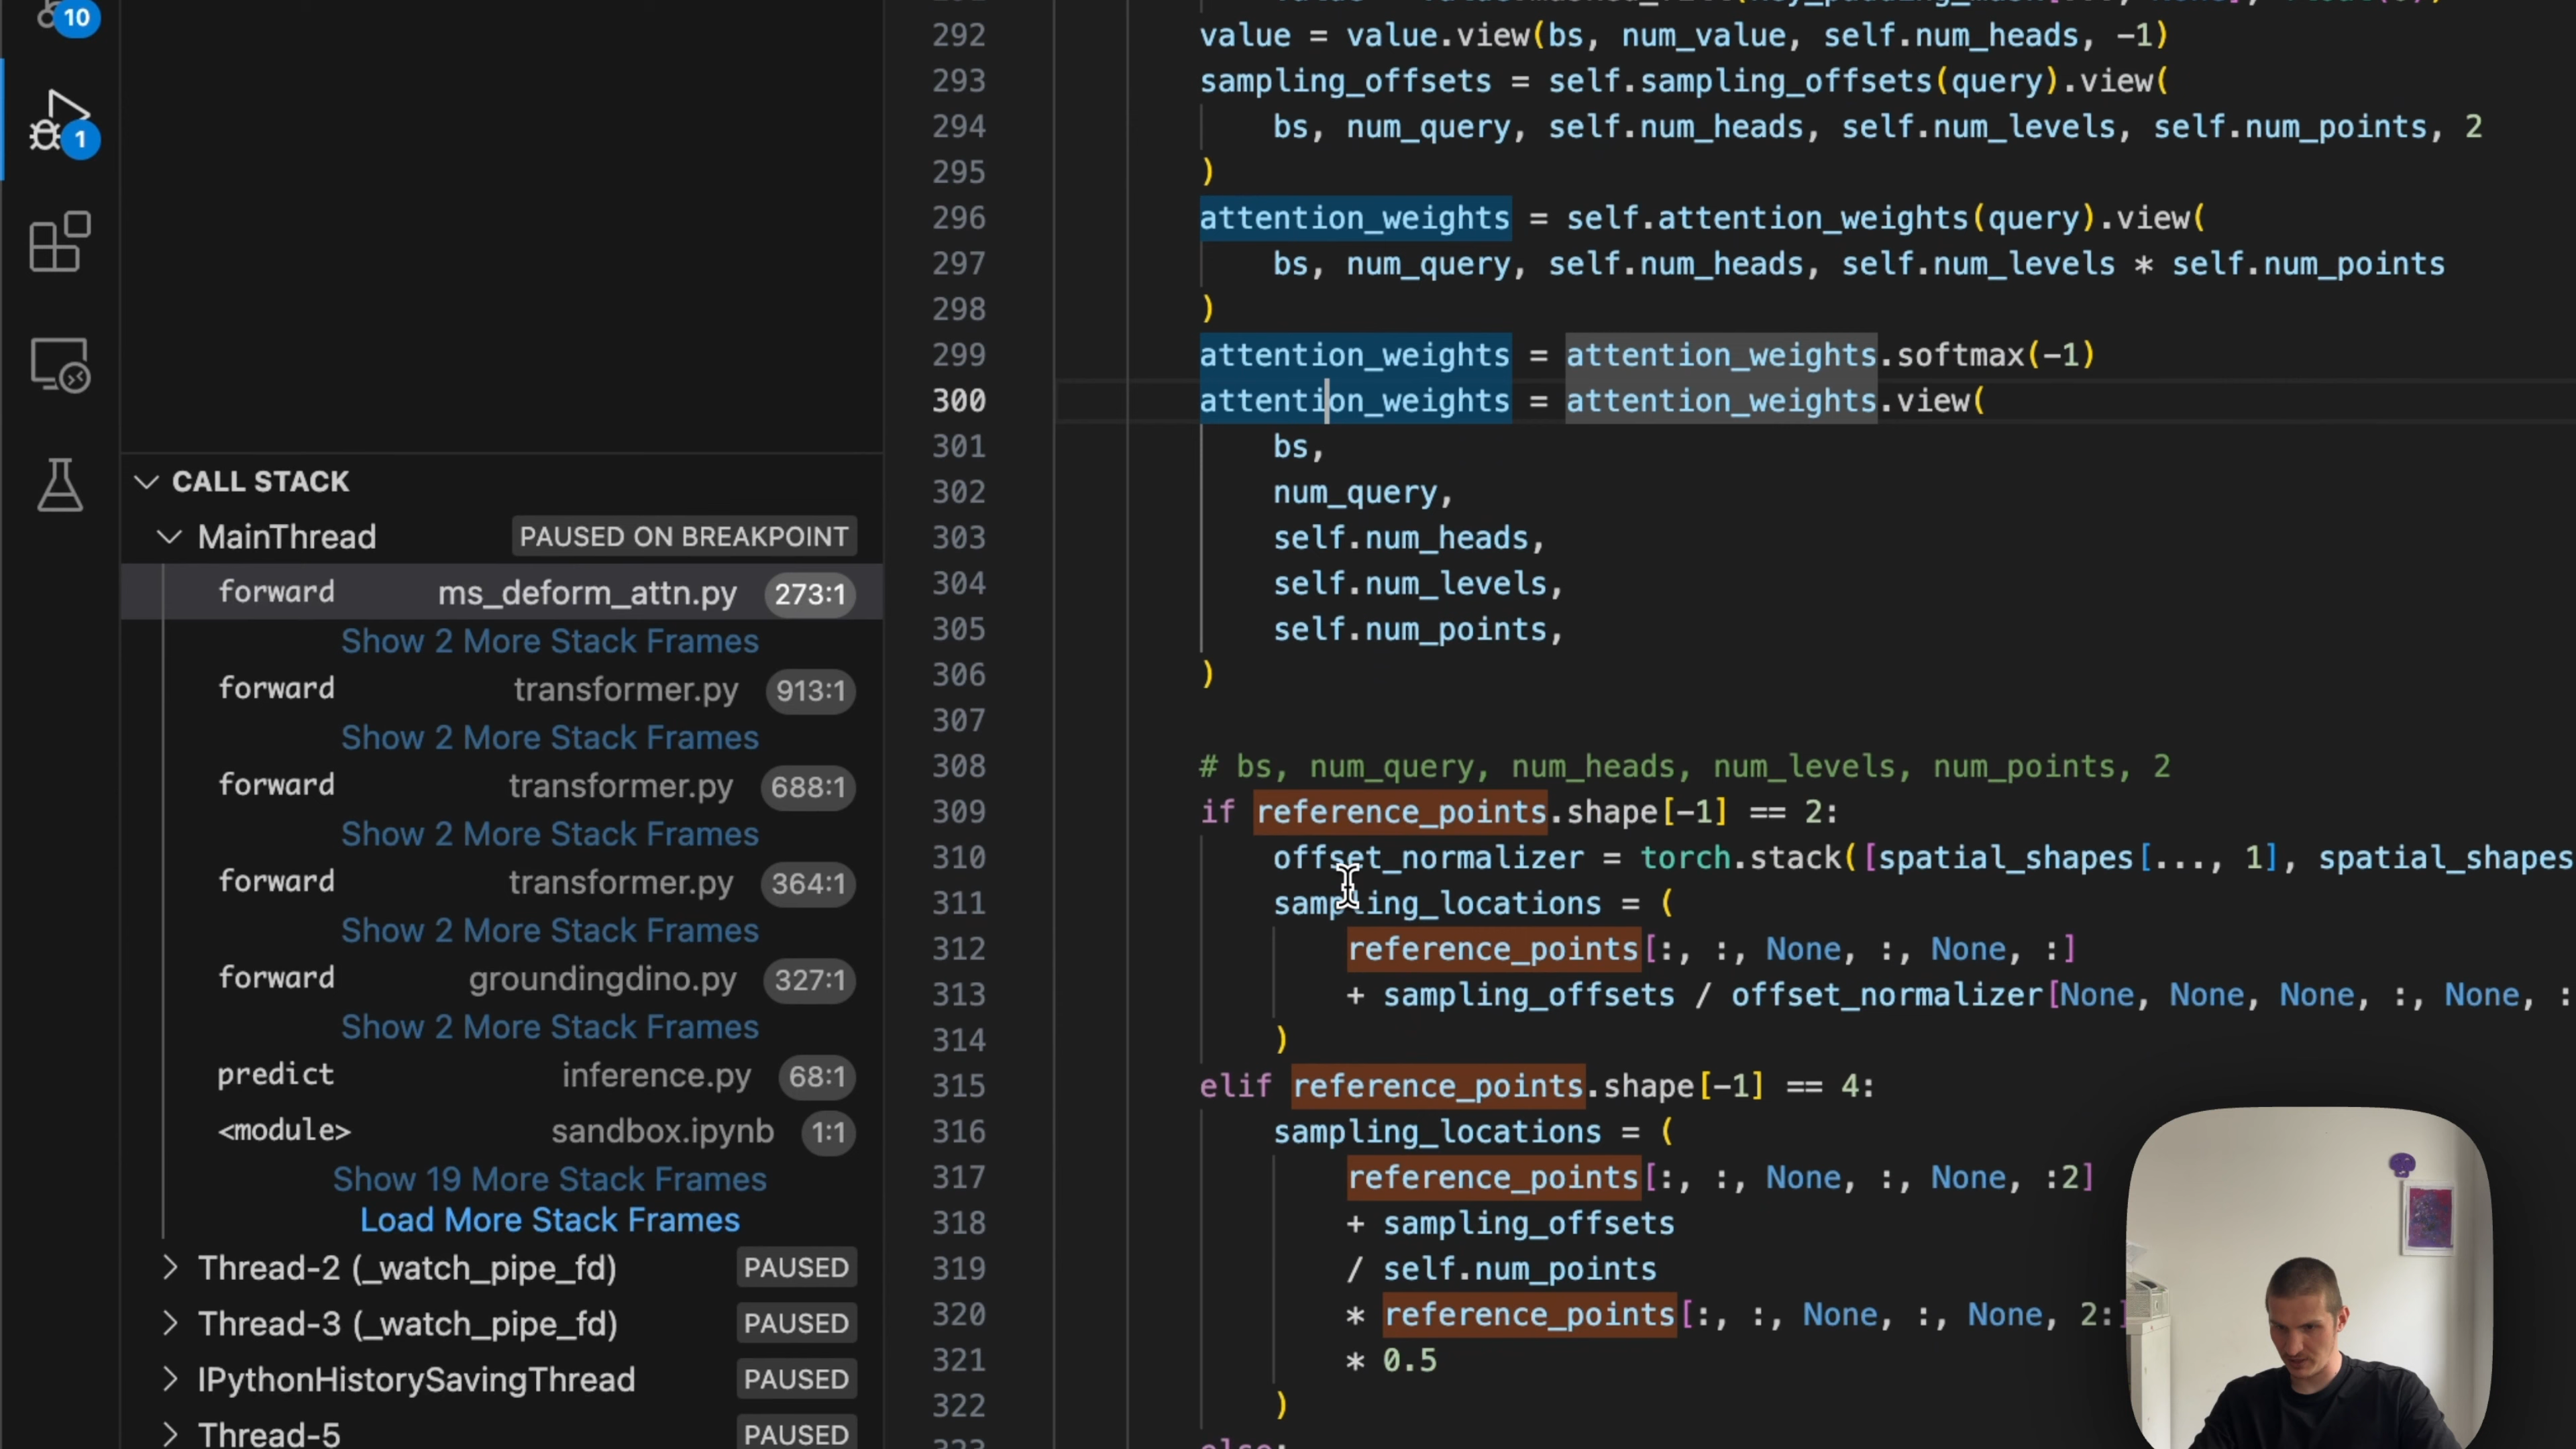 10
1
CALL STACK
MainThread PAUSED ON BREAKPOINT
forward ms_deform_attn.py 273:1
Show 2 More Stack Frames
forward transformer.py 913:1
Show 2 More Stack Frames
forward transformer.py 688:1
Show 2 More Stack Frames
forward transformer.py 364:1
Show 2 More Stack Frames
forward groundingdino.py 327:1
Show 2 More Stack Frames
predict inference.py 68:1
<module> sandbox.ipynb 1:1
Show 19 More Stack Frames
Load More Stack Frames
Thread-2 (_watch_pipe_fd) PAUSED
Thread-3 (_watch_pipe_fd) PAUSED
IPythonHistorySavingThread PAUSED
Thread-5 PAUSED
292 value = value.view(bs, num_value, self.num_heads, -1)
293 sampling_offsets = self.sampling_offsets(query).view(
294 bs, num_query, self.num_heads, self.num_levels, self.num_points, 2
295 )
296 attention_weights = self.attention_weights(query).view(
297 bs, num_query, self.num_heads, self.num_levels * self.num_points
298 )
299 attention_weights = attention_weights.softmax(-1)
300 attention_weights = attention_weights.view(
301 bs,
302 num_query,
303 self.num_heads,
304 self.num_levels,
305 self.num_points,
306 )
307
308 # bs, num_query, num_heads, num_levels, num_points, 2
309 if reference_points.shape[-1] == 2:
310 offset_normalizer = torch.stack([spatial_shapes[..., 1], spatial_shapes
311 sampling_locations = (
312 reference_points[:, :, None, :, None, :]
313 + sampling_offsets / offset_normalizer[None, None, None, :, None, :
314 )
315 elif reference_points.shape[-1] == 4:
316 sampling_locations = (
317 reference_points[:, :, None, :, None, :2]
318 + sampling_offsets
319 / self.num_points
320 * reference_points[:, :, None, :, None, 2:]
321 * 0.5
322 )